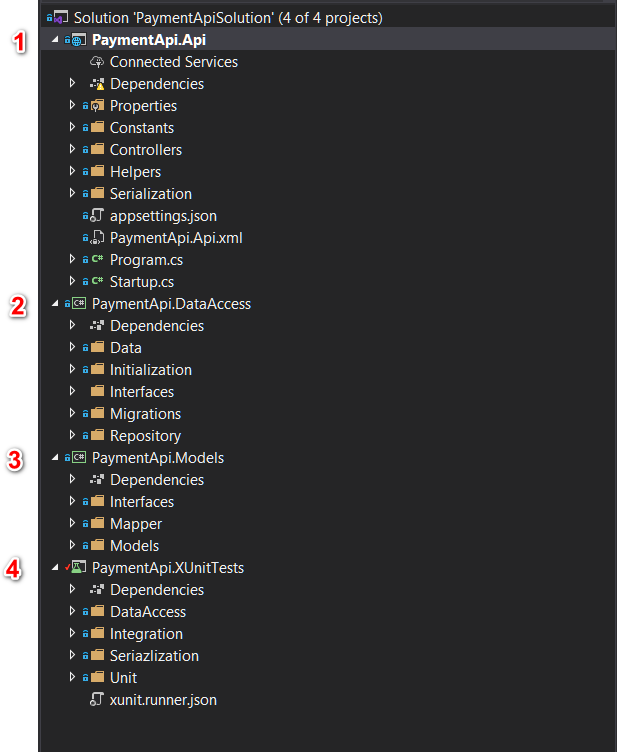 Solution 'PaymentApiSolution' (4 of 4 projects)
1 PaymentApi.Api
Connected Services
Dependencies
Properties
Constants
Controllers
Helpers
Serialization
appsettings.json
PaymentApi.Api.xml
C# Program.cs
C# Startup.cs
2 C# PaymentApi.DataAccess
Dependencies
Data
Initialization
Interfaces
Migrations
Repository
3 C# PaymentApi.Models
Dependencies
Interfaces
Mapper
Models
4 PaymentApi.XUnitTests
Dependencies
DataAccess
Integration
Seriazlization
Unit
xunit.runner.json